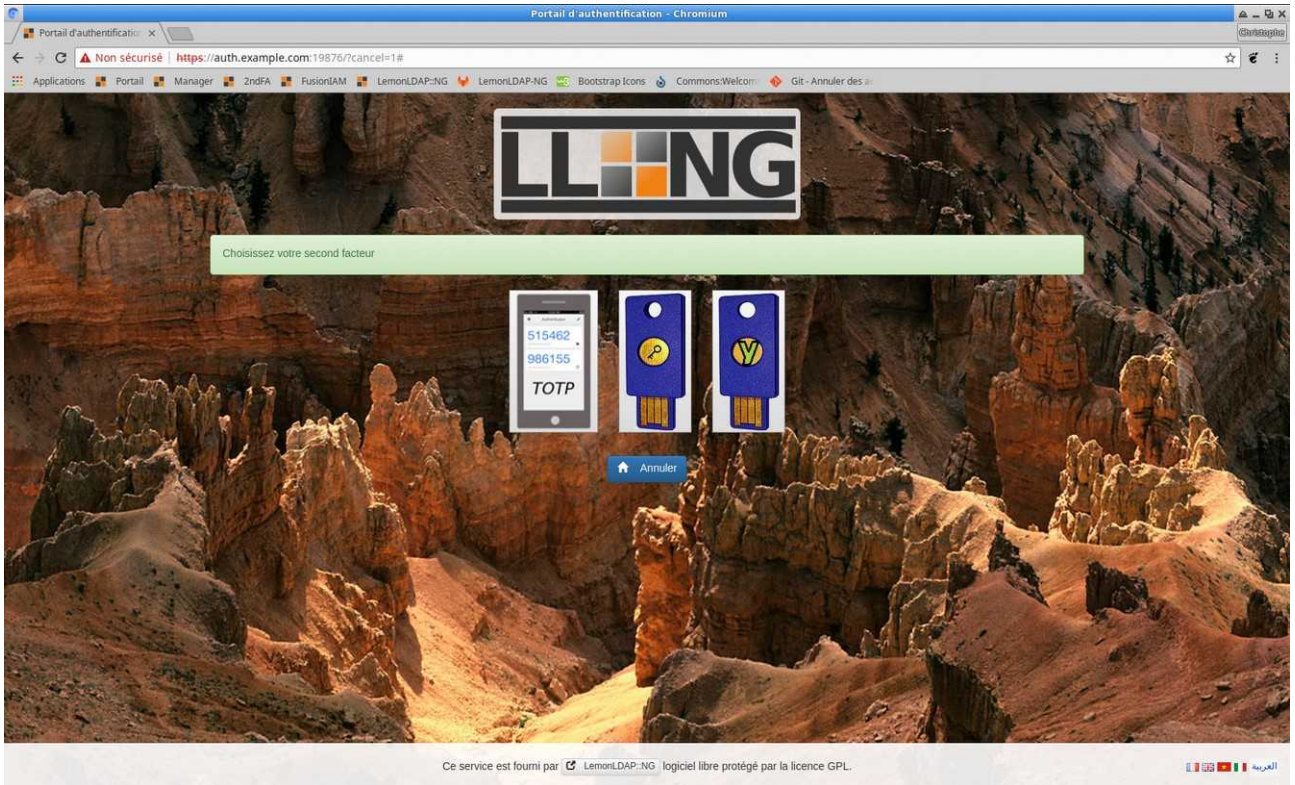 Portail d'authentification - Chromium
Portail d'authentificatio
Christophe
Non sécurisé https://auth.example.com:19876/?cancel=1#
Applications Portail Manager 2ndFA FusionIAM LemonLDAP::NG LemonLDAP-NG Bootstrap Icons Commons:Welcom Git - Annuler des
LL NG
Choisissez votre second facteur
515462
986155
TOTP
Annuler
Ce service est fourni par LemonLDAP::NG logiciel libre protégé par la licence GPL.
العربية